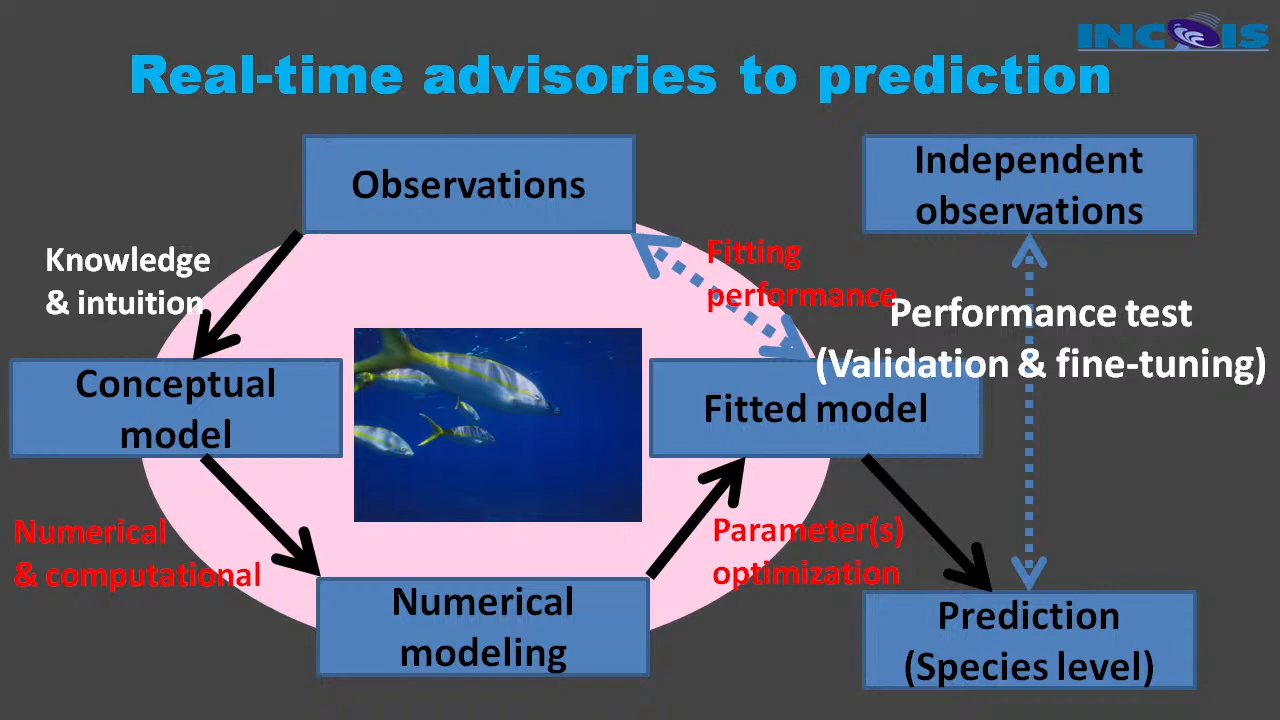 INCOIS
Real-time advisories to prediction
Observations
Independent
observations
Knowledge
& intuition
Fitting
performance
Performance test
(Validation & fine-tuning)
Conceptual
model
Fitted model
Numerical
& computational
Parameter(s)
optimization
Numerical
modeling
Prediction
(Species level)